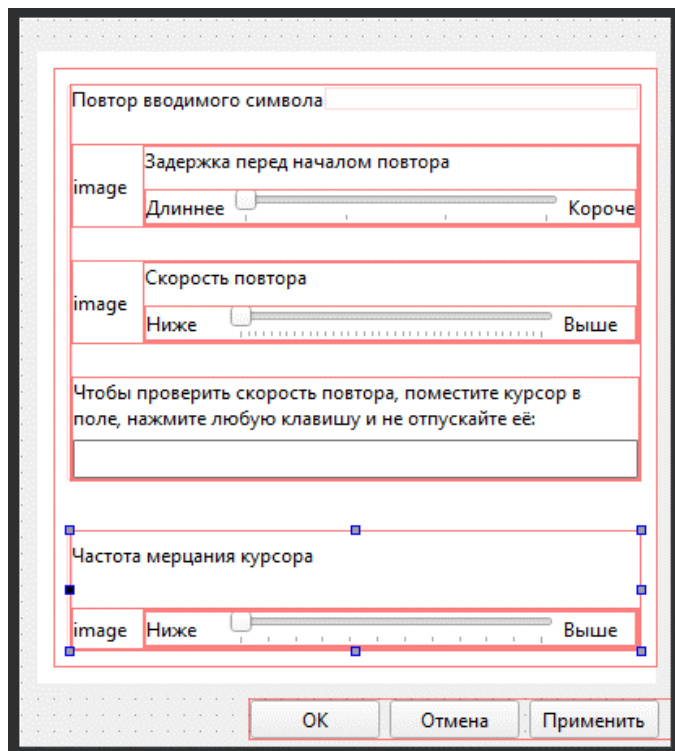 Повтор вводимого символа
Задержка перед началом повтора
image
Длиннее Короче
Скорость повтора
image
Ниже Выше
Чтобы проверить скорость повтора, поместите курсор в
поле, нажмите любую клавишу и не отпускайте её:
Частота мерцания курсора
image Ниже Выше
ОК Отмена Применить